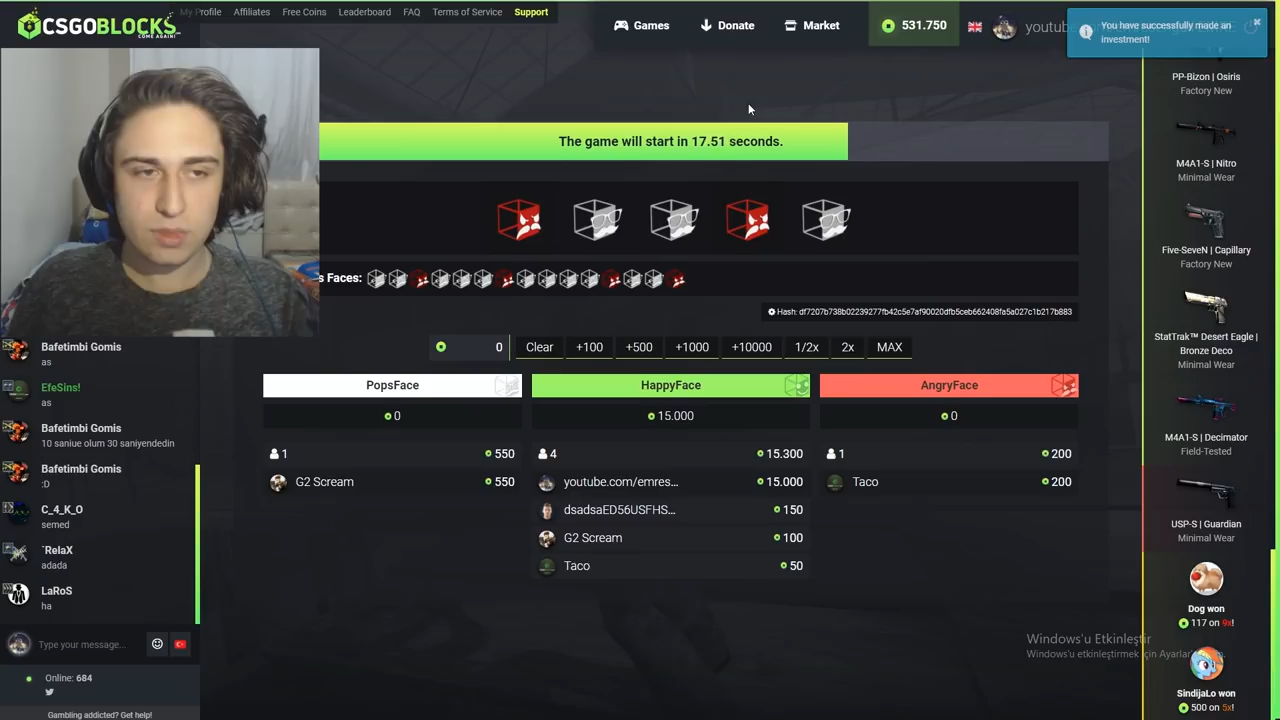 CSGOBLOCKS
COME AGAIN!
My Profile
Affiliates
Free Coins
Leaderboard
FAQ
Terms of Service
Support
Games
Donate
Market
531.750
You have successfully made an
investment!
The game will start in 17.51 seconds.
s Faces:
Hash: df7207b738b02239277fb42c5e7af90020dfb5ceb662408fa5a027c1b217b883
0
Clear
+100
+500
+1000
+10000
1/2x
2x
MAX
PopsFace
0
1
550
G2 Scream
550
HappyFace
15.000
4
15.300
youtube.com/emres...
15.000
dsadsaED56USFHS...
150
G2 Scream
100
Taco
50
AngryFace
0
1
200
Taco
200
Bafetimbi Gomis
as
EfeSins!
as
Bafetimbi Gomis
10 saniue olum 30 saniyendedin
Bafetimbi Gomis
:D
C_4_K_O
semed
`RelaX
adada
LaRoS
ha
Type your message...
Online: 684
Gambling addicted? Get help!
PP-Bizon | Osiris
Factory New
M4A1-S | Nitro
Minimal Wear
Five-SeveN | Capillary
Factory New
StatTrak™ Desert Eagle |
Bronze Deco
Minimal Wear
M4A1-S | Decimator
Field-Tested
USP-S | Guardian
Minimal Wear
Dog won
117 on 9x!
SindijaLo won
500 on 5x!
Windows'u Etkinleştir
Windows'u etkinleştirmek için Ayarlar'a